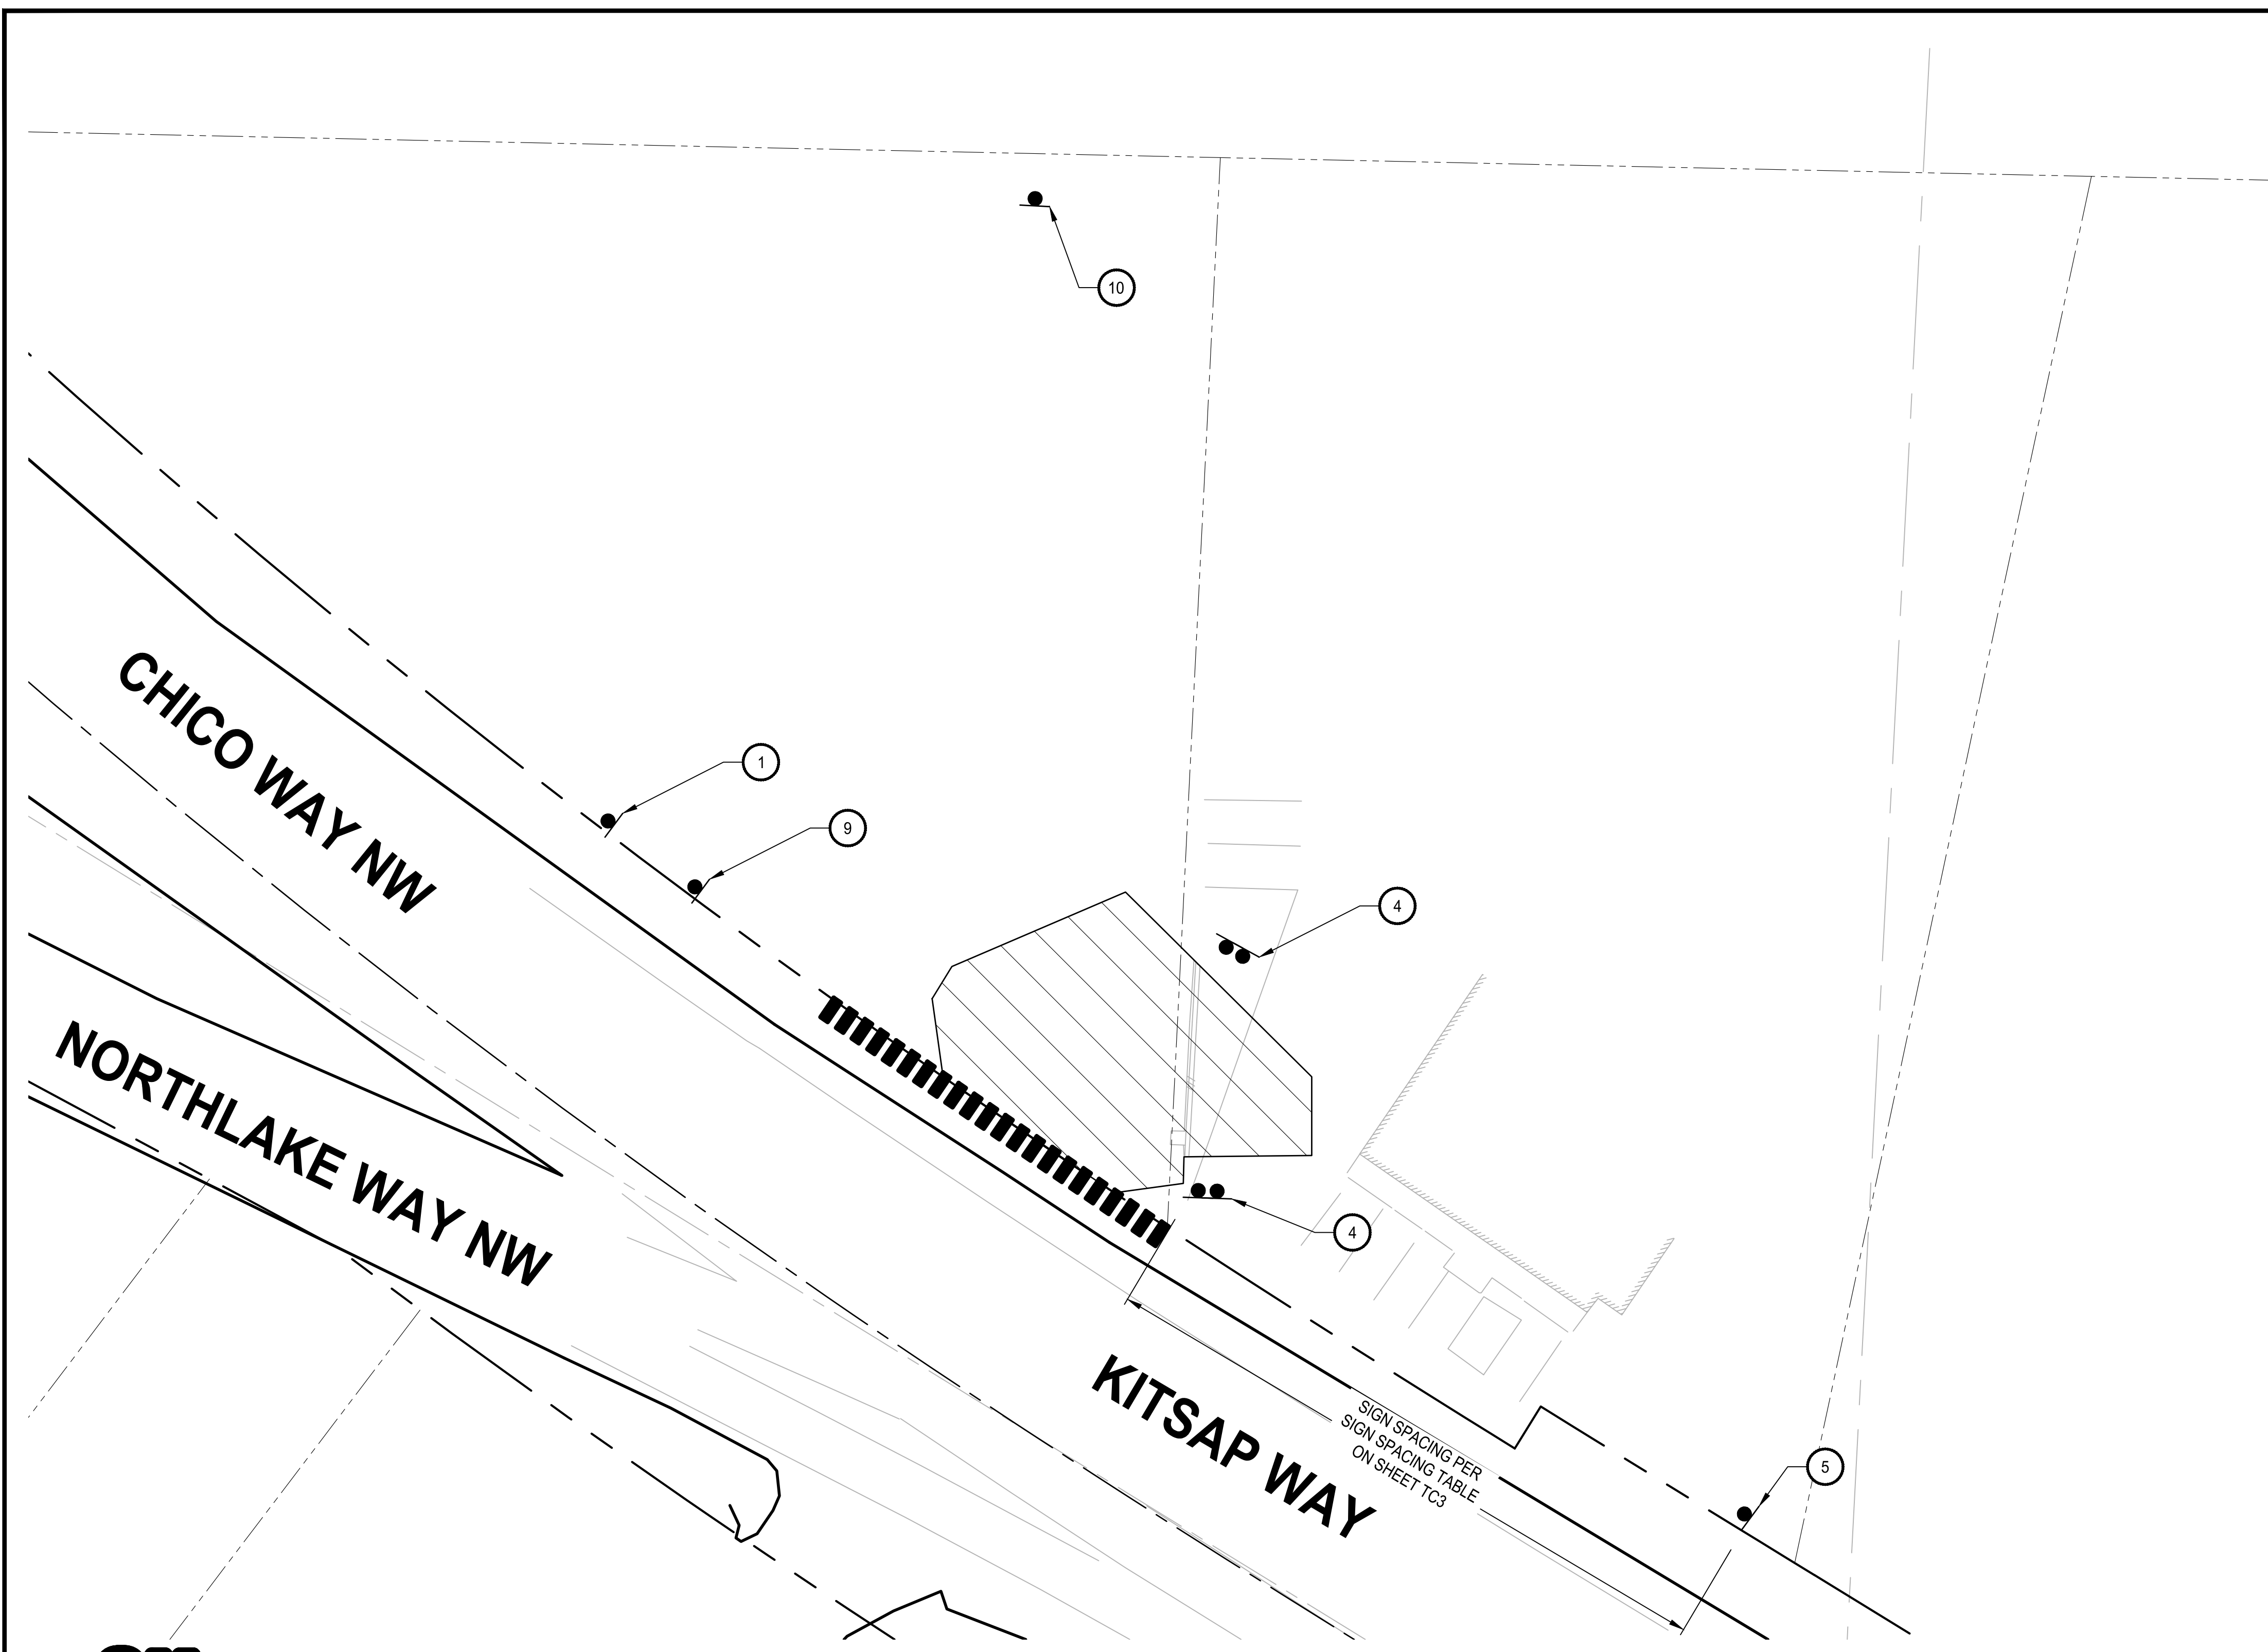 10
CHICO WAY NW
1
9
4
NORTHLAKE WAY NW
4
KITSAP WAY
SIGN SPACING PER
SIGN SPACING TABLE
ON SHEET TC3
5